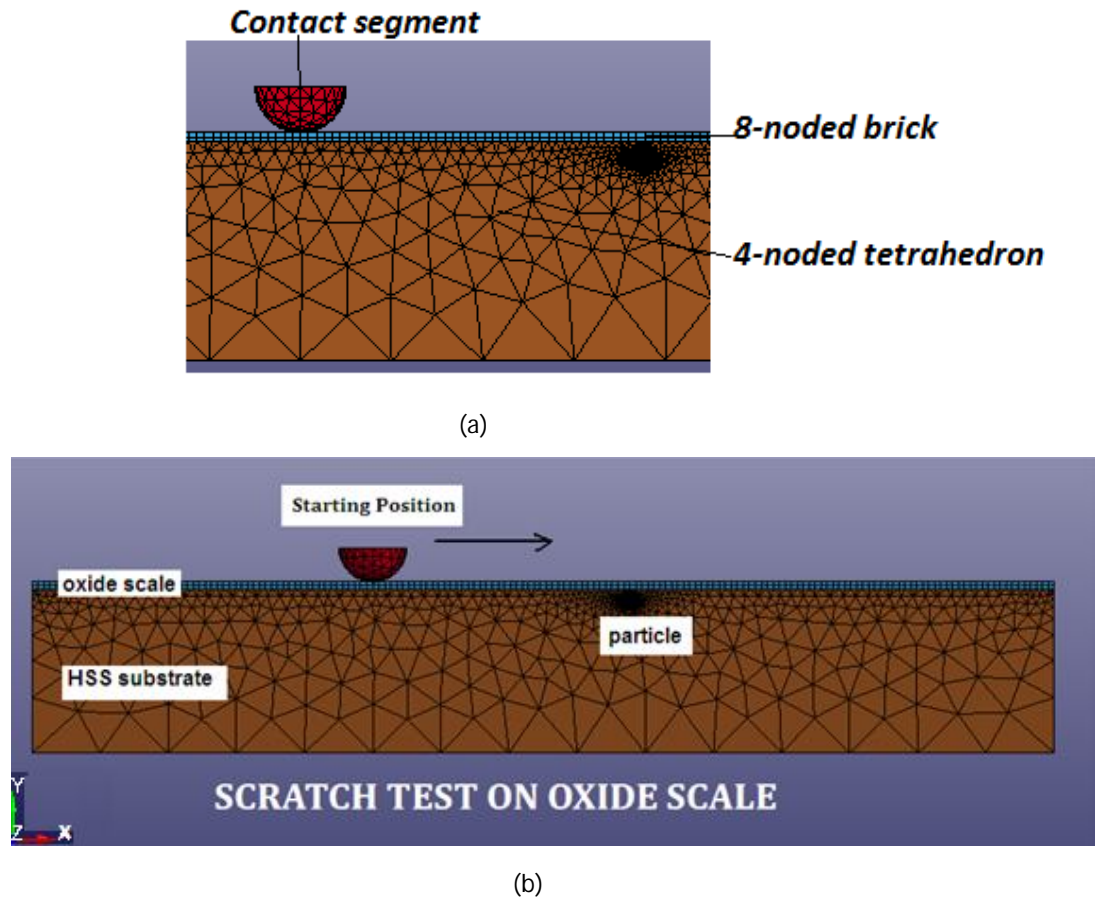 Contact segment
8-noded brick
4-noded tetrahedron
(a)
Starting Position
oxide scale
particle
HSS substrate
SCRATCH TEST ON OXIDE SCALE
Y
Z X
(b)